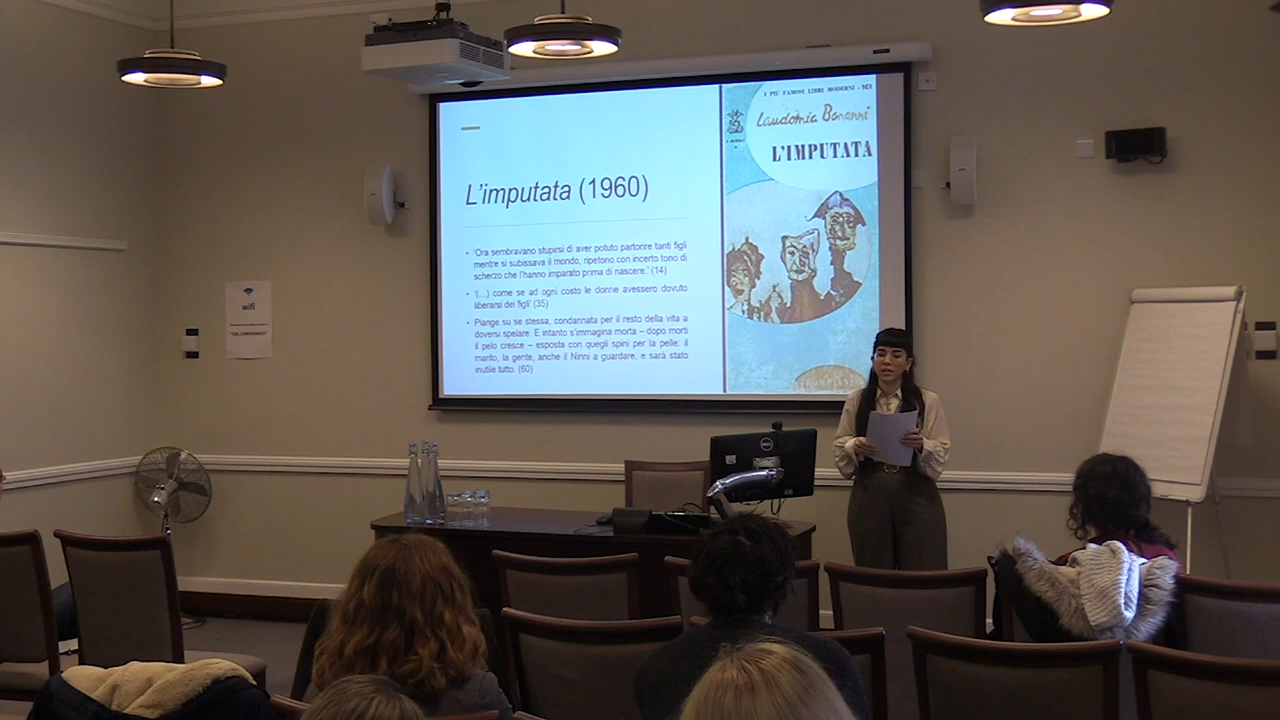 L'imputata (1960)
• 'Ora sembravano stupirsi di aver potuto partorire tanti figli
mentre si subissava il mondo, ripetono con incerto tono di
scherzo che l'hanno imparato prima di nascere.' (14)
• '(…) come se ad ogni costo le donne avessero dovuto
liberarsi dei figli' (35)
• Piange su se stessa, condannata per il resto della vita a
doversi spelare. E intanto s'immagina morta – dopo morti
il pelo cresce – esposta con quegli spini per la pelle: il
marito, la gente, anche il Ninni a guardare, e sarà stato
inutile tutto. (60)
I PIÙ FAMOSI LIBRI MODERNI - 161
Laudomia Bonanni
L'IMPUTATA
BOMPIANI
wifi
DELL